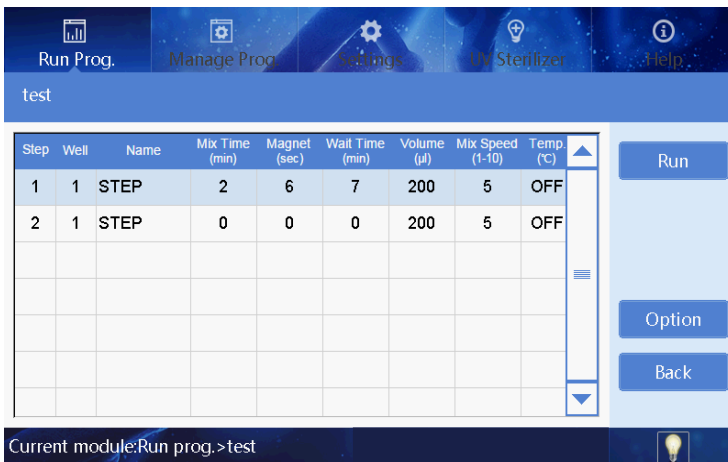 Run Prog. Manage Prog. Settings UV Sterilizer Help
test
Step Well Name Mix Time (min) Magnet (sec) Wait Time (min) Volume (μl) Mix Speed (1-10) Temp. (℃)
1 1 STEP 2 6 7 200 5 OFF
2 1 STEP 0 0 0 200 5 OFF
Run
Option
Back
Current module:Run prog.>test